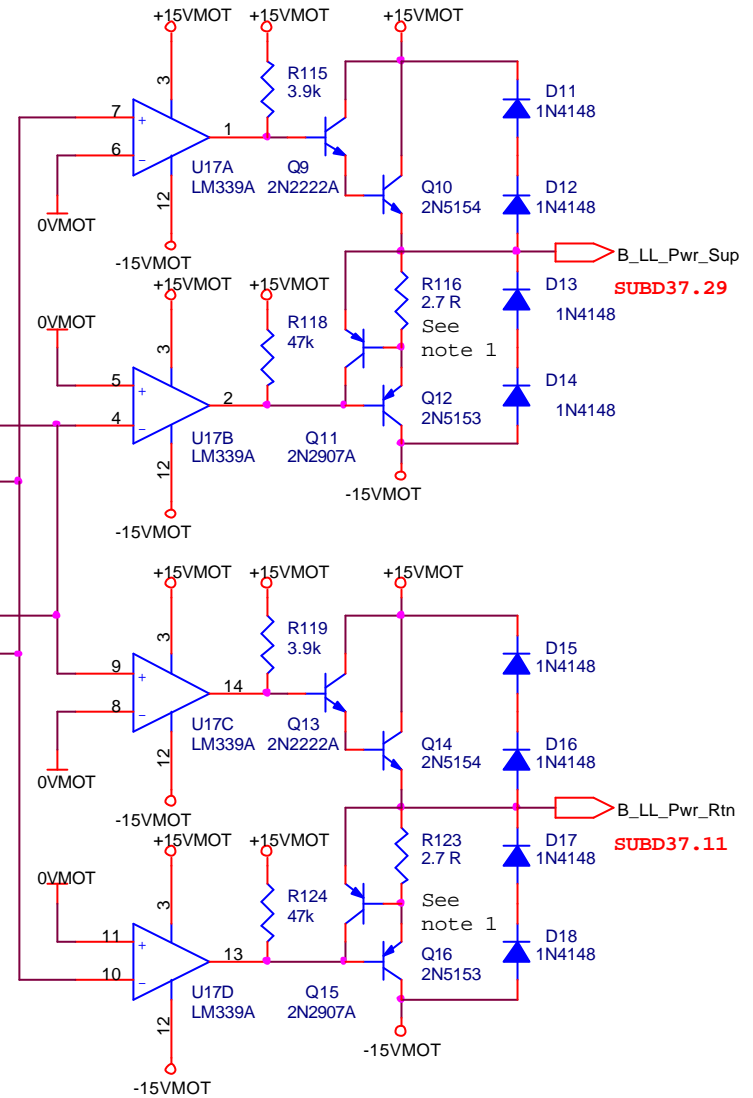 +15VMOT +15VMOT +15VMOT
3
R115
3.9k
D11
1N4148
7
+
1
6
−
U17A
LM339A
Q9
2N2222A
12
Q10
2N5154
D12
1N4148
0VMOT
-15VMOT
B_LL_Pwr_Sup
SUBD37.29
+15VMOT +15VMOT
R116
2.7 R
See
note 1
D13
1N4148
0VMOT
3
R118
47k
5
+
2
4
−
Q12
2N5153
D14
1N4148
U17B
LM339A
Q11
2N2907A
12
-15VMOT
-15VMOT
+15VMOT +15VMOT +15VMOT
3
R119
3.9k
D15
1N4148
9
+
14
8
−
U17C
LM339A
Q13
2N2222A
12
Q14
2N5154
D16
1N4148
0VMOT
-15VMOT
B_LL_Pwr_Rtn
SUBD37.11
+15VMOT +15VMOT
R123
2.7 R
See
note 1
D17
1N4148
0VMOT
3
R124
47k
11
+
13
10
−
Q16
2N5153
D18
1N4148
U17D
LM339A
Q15
2N2907A
12
-15VMOT
-15VMOT